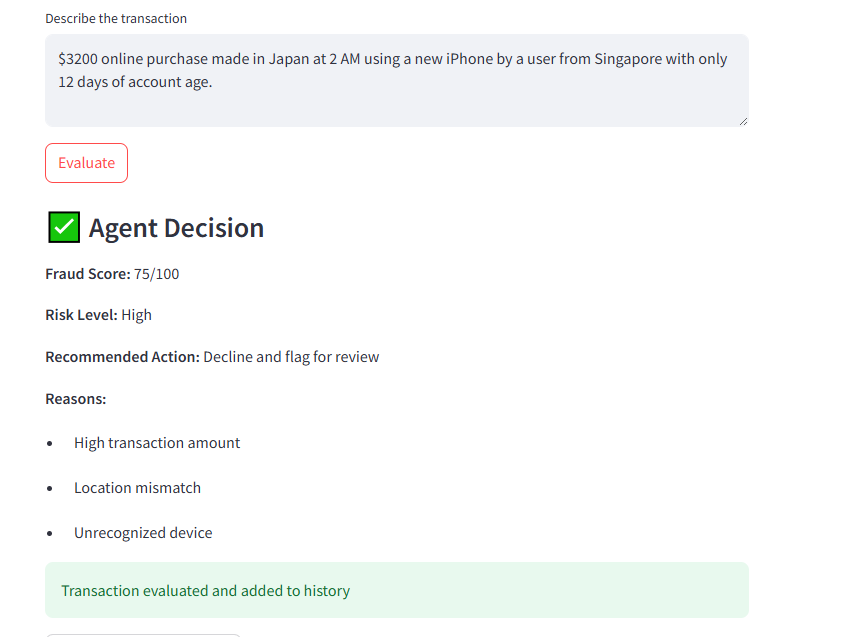 Describe the transaction
$3200 online purchase made in Japan at 2 AM using a new iPhone by a user from Singapore with only
12 days of account age.
Evaluate
Agent Decision
Fraud Score: 75/100
Risk Level: High
Recommended Action: Decline and flag for review
Reasons:
High transaction amount
Location mismatch
Unrecognized device
Transaction evaluated and added to history